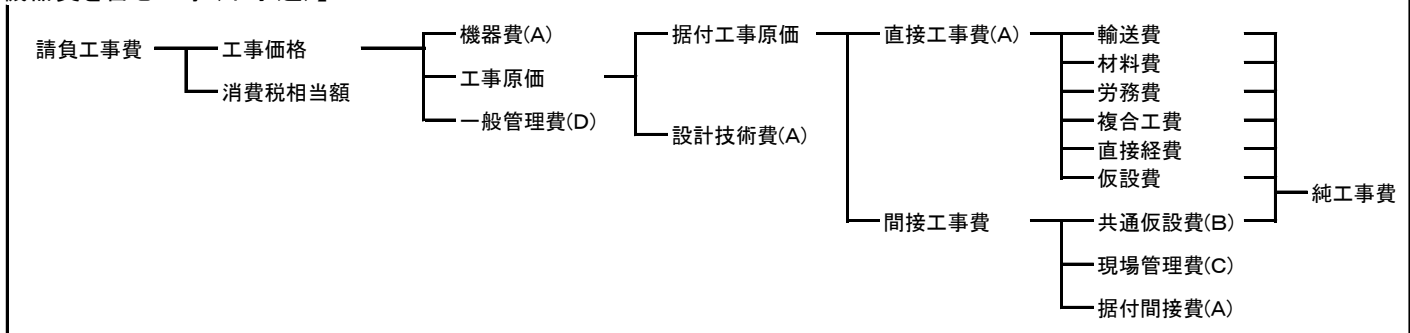 請負工事費
工事価格
消費税相当額
機器費(A)
工事原価
一般管理費(D)
据付工事原価
設計技術費(A)
直接工事費(A)
間接工事費
輸送費
材料費
労務費
複合工費
直接経費
仮設費
共通仮設費(B)
現場管理費(C)
据付間接費(A)
純工事費